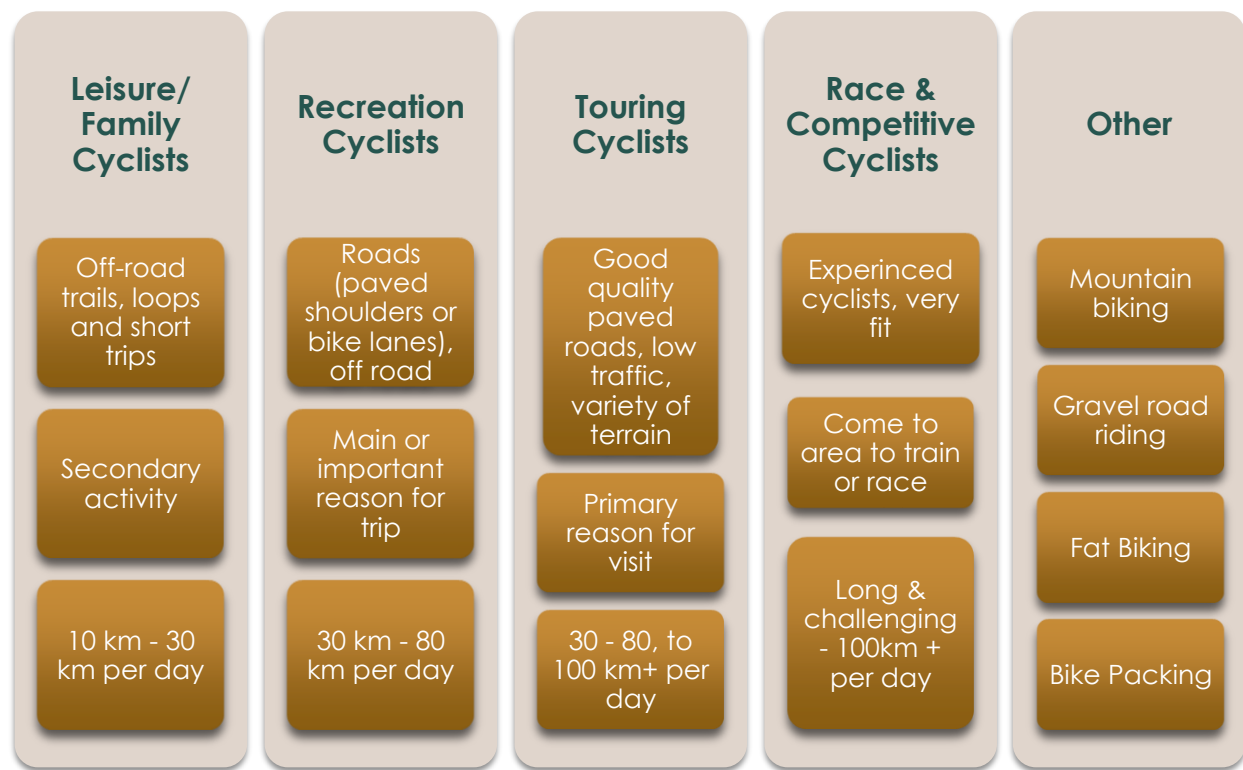 Leisure/
Family
Cyclists
Off-road
trails, loops
and short
trips
Secondary
activity
10 km - 30
km per day
Recreation
Cyclists
Roads
(paved
shoulders or
bike lanes),
off road
Main or
important
reason for
trip
30 km - 80
km per day
Touring
Cyclists
Good
quality
paved
roads, low
traffic,
variety of
terrain
Primary
reason for
visit
30 - 80, to
100 km+ per
day
Race &
Competitive
Cyclists
Experinced
cyclists, very
fit
Come to
area to train
or race
Long &
challenging
- 100km +
per day
Other
Mountain
biking
Gravel road
riding
Fat Biking
Bike Packing